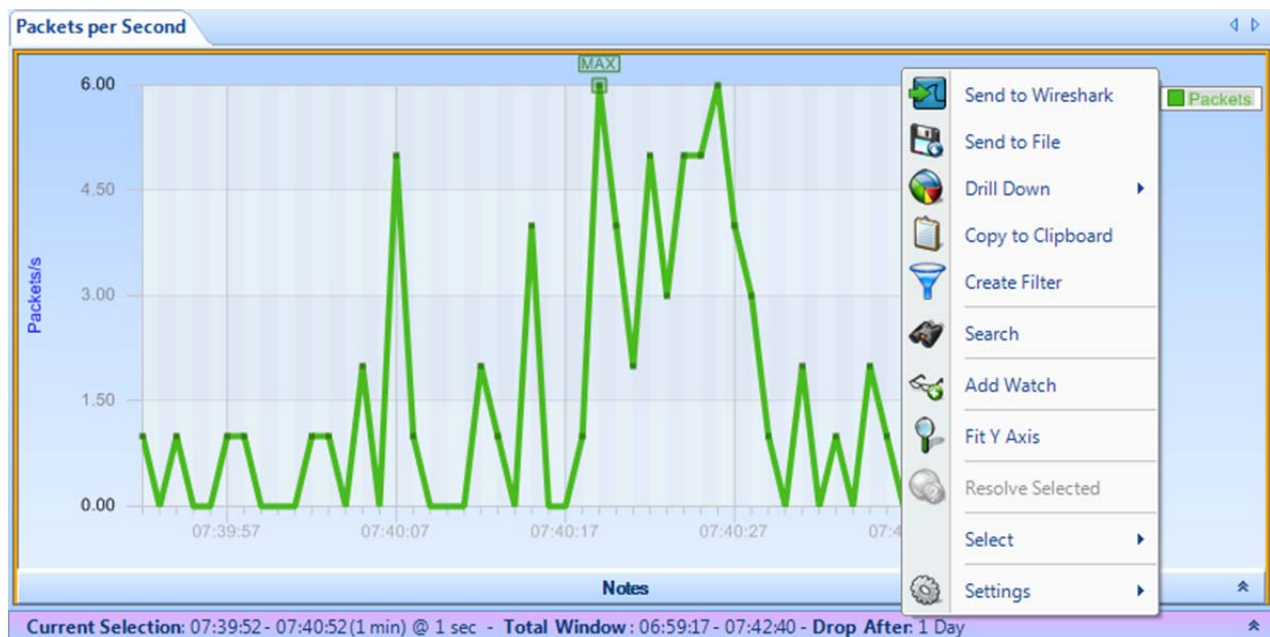 Packets per Second
MAX
6.00
4.50
3.00
1.50
0.00
Packets/s
07:39:57
07:40:07
07:40:17
07:40:27
07:4
Packets
Send to Wireshark
Send to File
Drill Down
Copy to Clipboard
Create Filter
Search
Add Watch
Fit Y Axis
Resolve Selected
Select
Settings
Notes
Current Selection: 07:39:52 - 07:40:52 (1 min) @ 1 sec - Total Window : 06:59:17 - 07:42:40 - Drop After: 1 Day